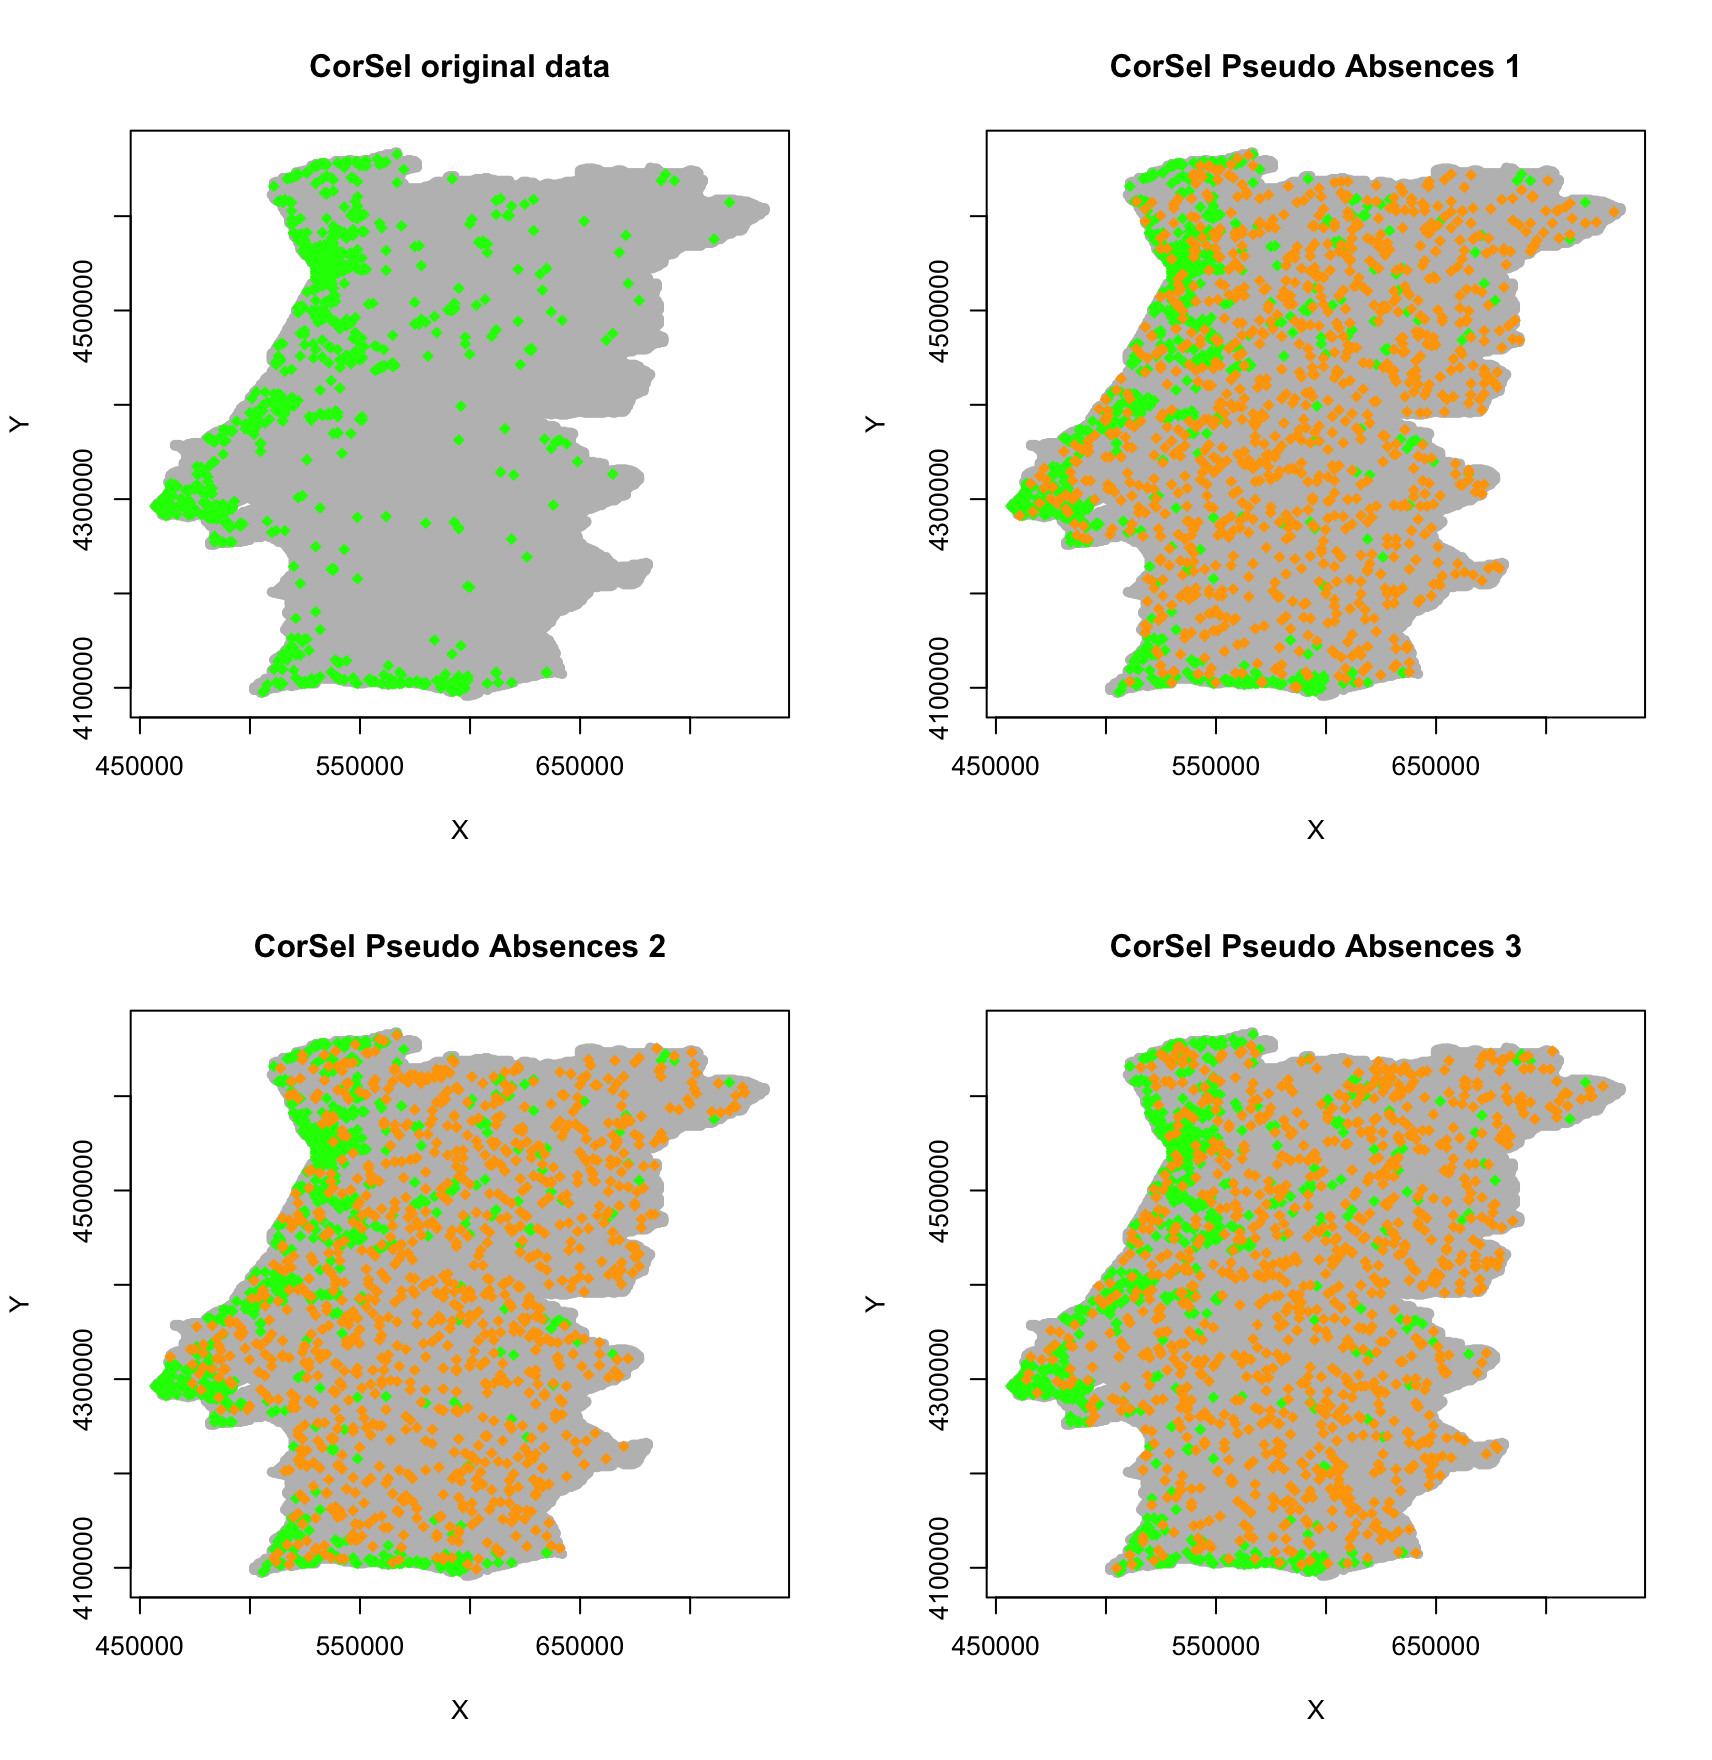 CorSel original data
Y
4500000
4300000
4100000
450000 550000 650000
X
CorSel Pseudo Absences 1
Y
4500000
4300000
4100000
450000 550000 650000
X
CorSel Pseudo Absences 2
Y
4500000
4300000
4100000
450000 550000 650000
X
CorSel Pseudo Absences 3
Y
4500000
4300000
4100000
450000 550000 650000
X